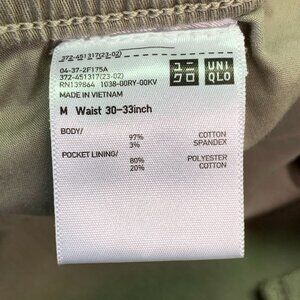 372-451317(23-02)
04-37-2F175A
372-451317(23-02)
RN139864 1038-00RY-00KV
MADE IN VIETNAM
ユニ
クロ
UNI
QLO
M Waist 30-33inch
BODY/
97% COTTON
3% SPANDEX
POCKET LINING/
80% POLYESTER
20% COTTON